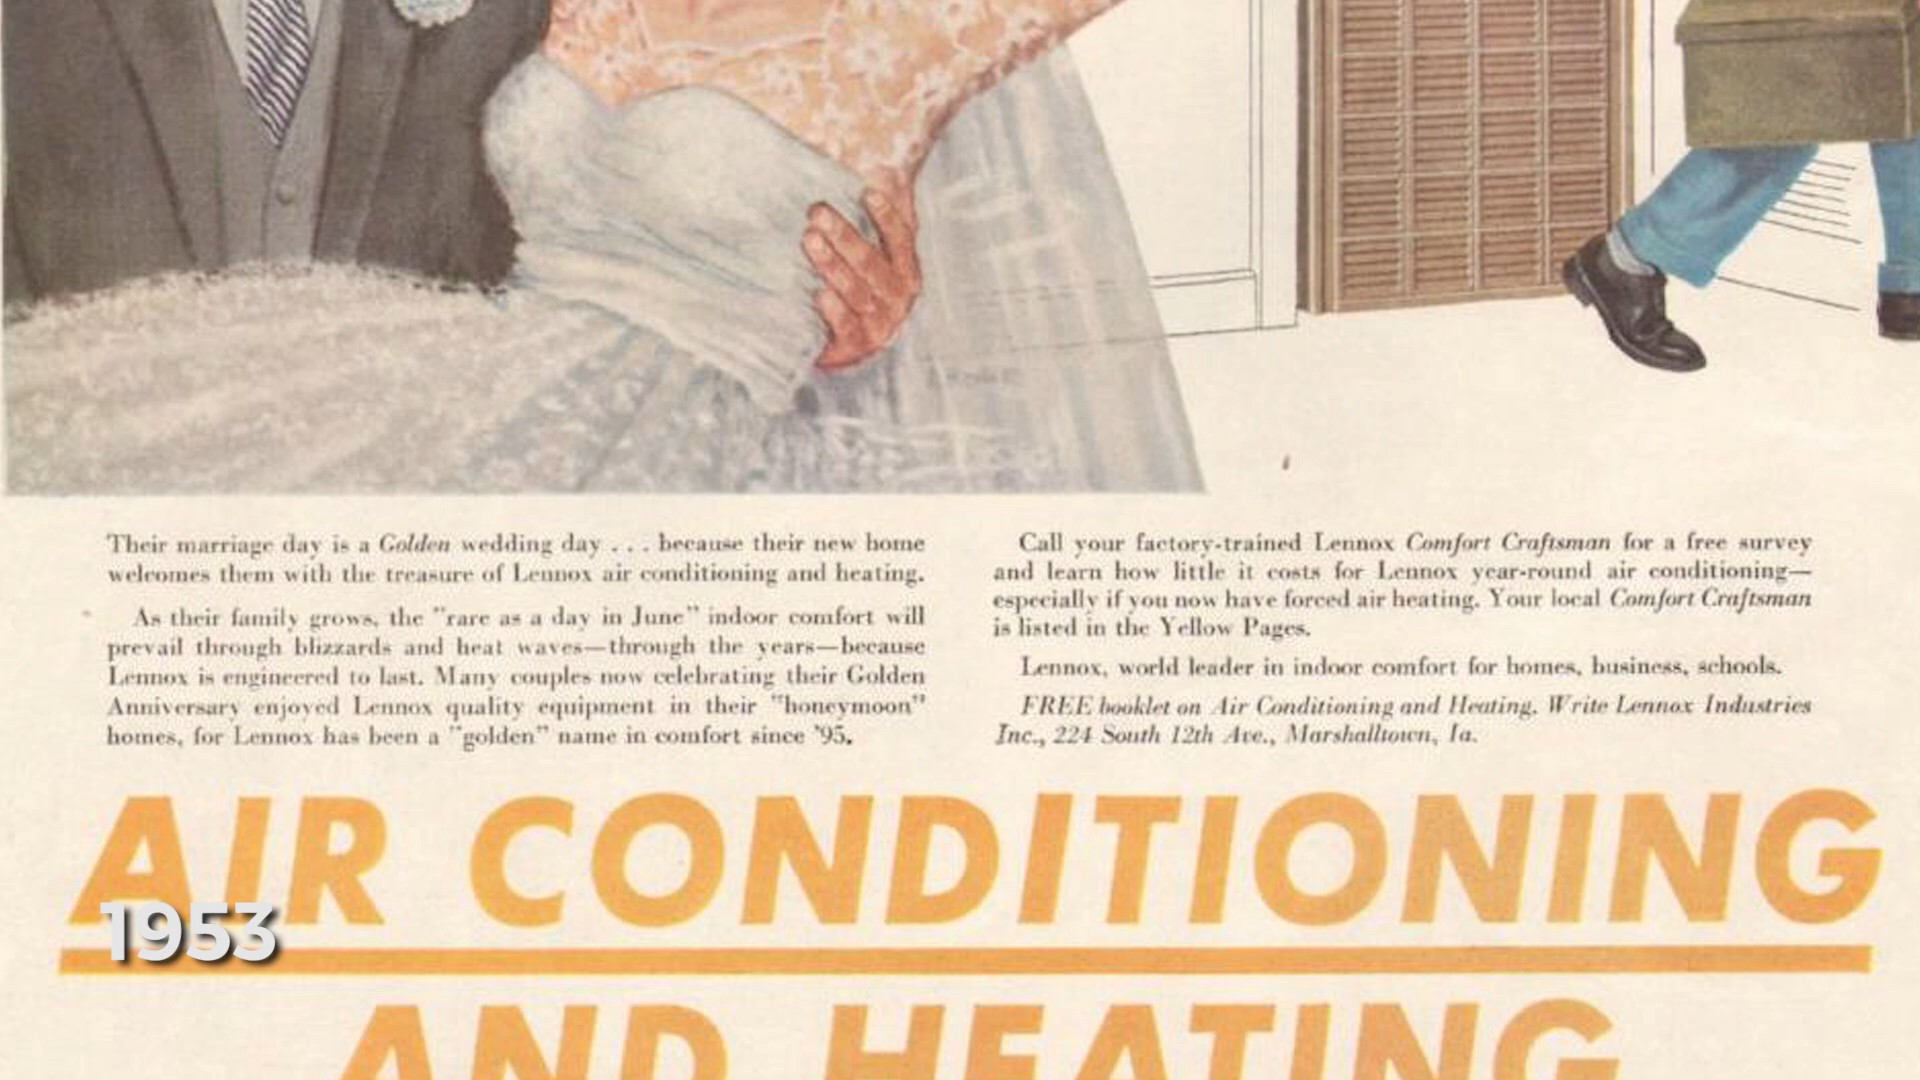 Their marriage day is a Golden wedding day . . . because their new home
welcomes them with the treasure of Lennox air conditioning and heating.
As their family grows, the "rare as a day in June" indoor comfort will
prevail through blizzards and heat waves—through the years—because
Lennox is engineered to last. Many couples now celebrating their Golden
Anniversary enjoyed Lennox quality equipment in their "honeymoon"
homes, for Lennox has been a "golden" name in comfort since '95.
Call your factory-trained Lennox Comfort Craftsman for a free survey
and learn how little it costs for Lennox year-round air conditioning—
especially if you now have forced air heating. Your local Comfort Craftsman
is listed in the Yellow Pages.
Lennox, world leader in indoor comfort for homes, business, schools.
FREE booklet on Air Conditioning and Heating. Write Lennox Industries
Inc., 224 South 12th Ave., Marshalltown, Ia.
AIR CONDITIONING
1953
AND HEATING